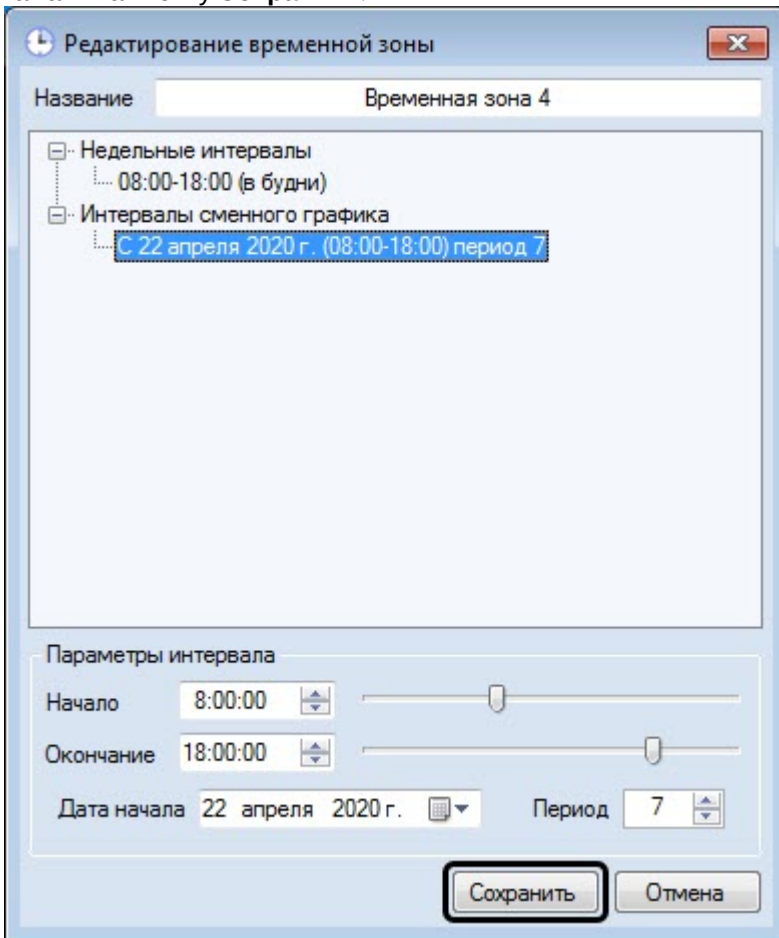 Редактирование временной зоны
Название Временная зона 4
Недельные интервалы
08:00-18:00 (в будни)
Интервалы сменного графика
С 22 апреля 2020 г. (08:00-18:00) период 7
Параметры интервала
Начало 8:00:00
Окончание 18:00:00
Дата начала 22 апреля 2020 г. Период 7
Сохранить Отмена